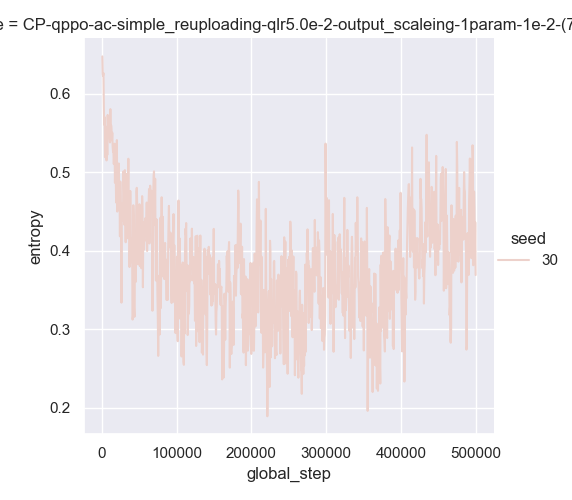 e = CP-qppo-ac-simple_reuploading-qlr5.0e-2-output_scaleing-1param-1e-2-(7
0.6
0.5
0.4
0.3
0.2
entropy
seed
30
0 100000 200000 300000 400000 500000
global_step